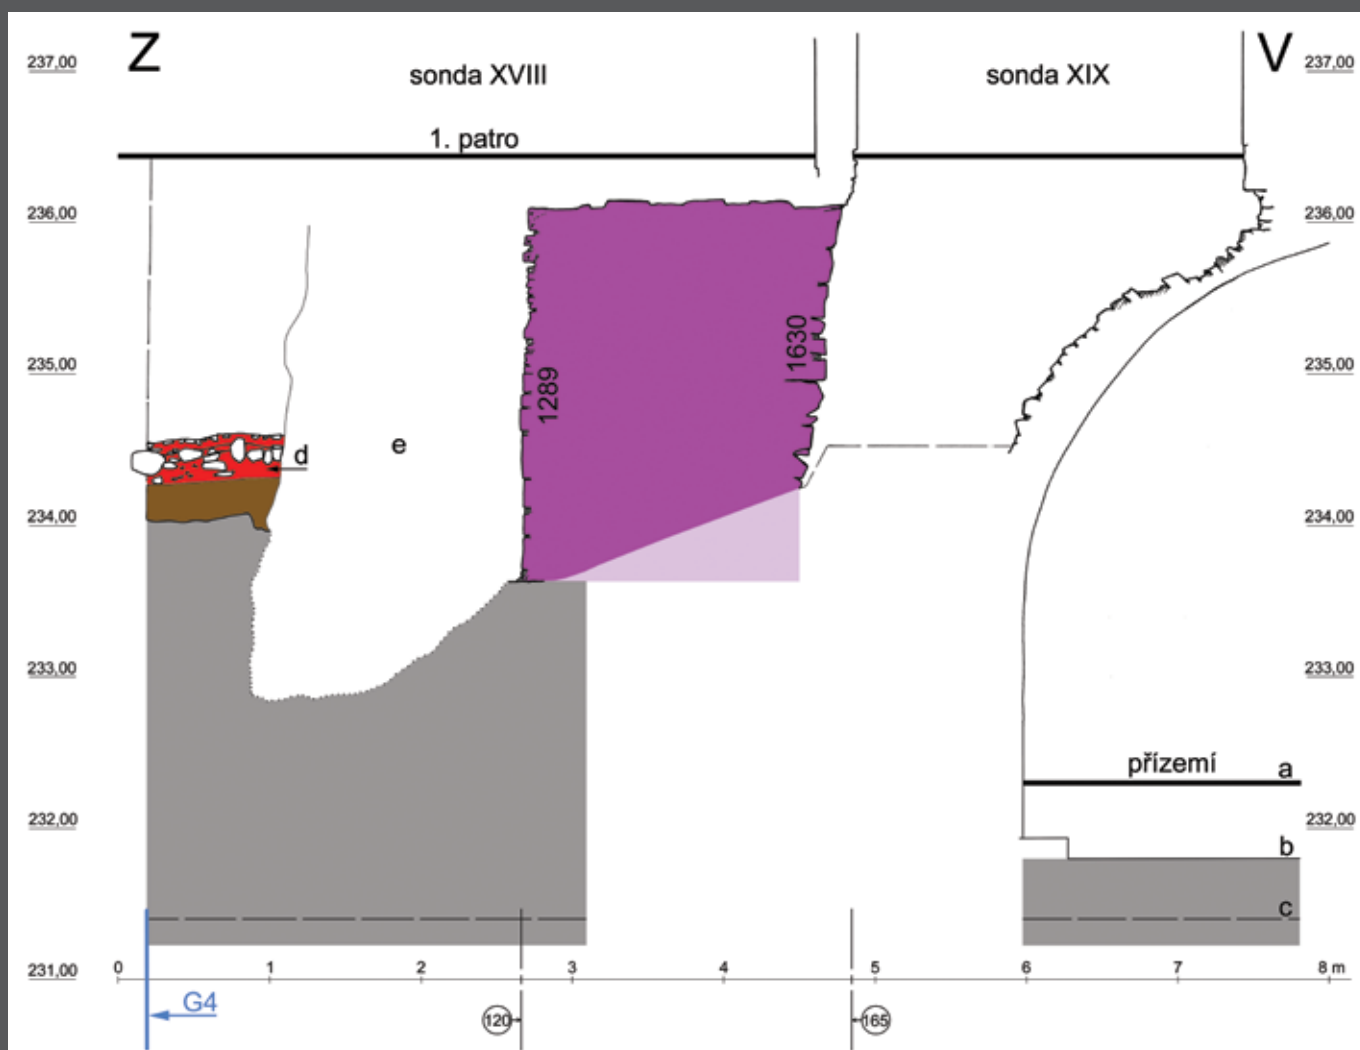 Z
V
237,00
237,00
sonda XVIII
sonda XIX
1. patro
236,00
236,00
235,00
235,00
1289
1630
d
e
234,00
234,00
233,00
233,00
přízemí
a
232,00
232,00
b
c
231,00
0 1 2 3 4 5 6 7 8 m
G4
120
165